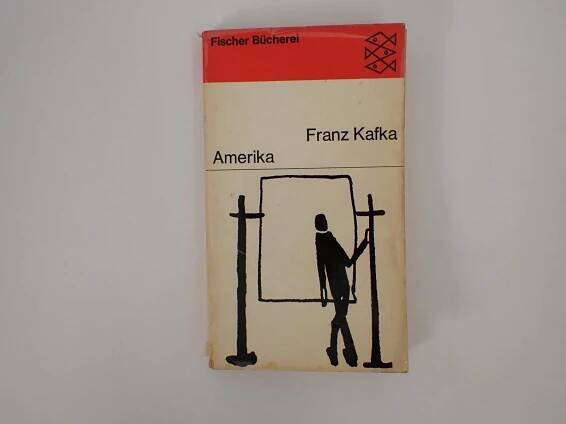 Fischer Bücherei
Franz Kafka
Amerika